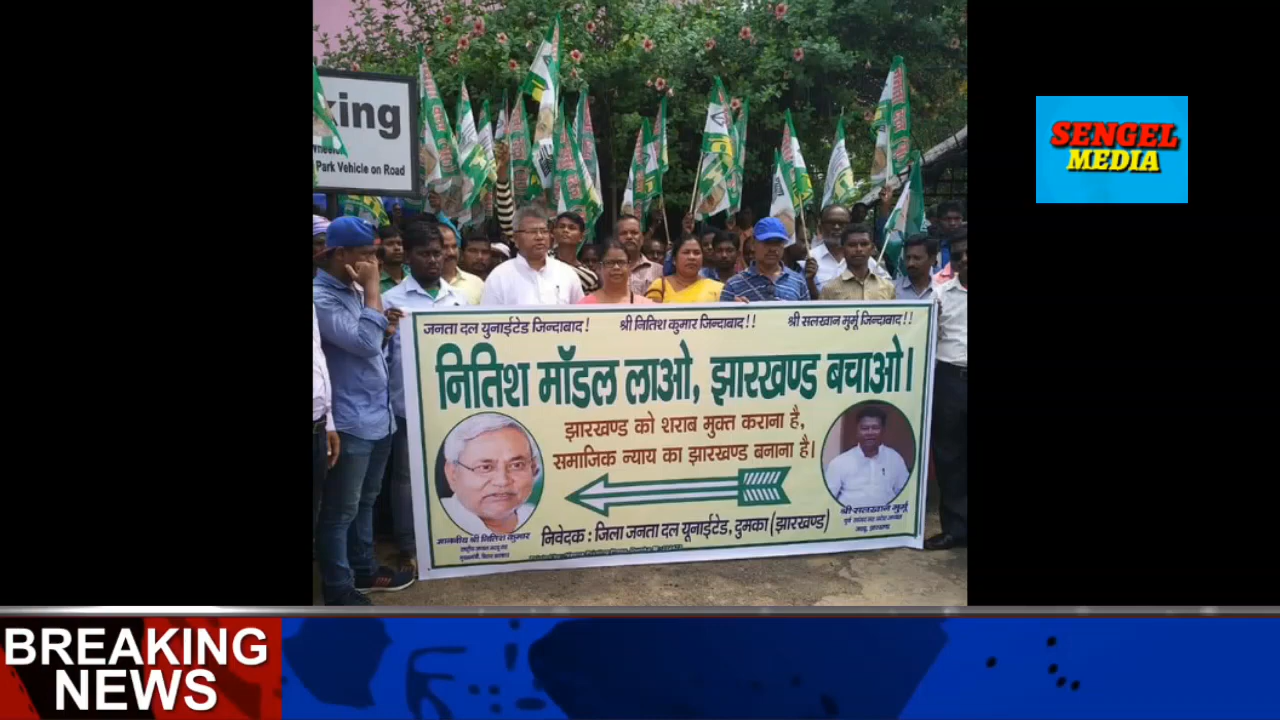 king
Wheeler
Park Vehicle on Road
SENGEL
MEDIA
जनता दल युनाईटेड जिन्दाबाद! श्री नितिश कुमार जिन्दाबाद!! श्री सलखान मुर्मू जिन्दाबाद!!
नितिश मॉडल लाओ, झारखण्ड बचाओ।
झारखण्ड को शराब मुक्त कराना है,
समाजिक न्याय का झारखण्ड बनाना है।
माननीय श्री नितिश कुमार
श्री सलखान मुर्मू
निवेदक : जिला जनता दल यूनाईटेड, दुमका (झारखण्ड)
BREAKING
NEWS